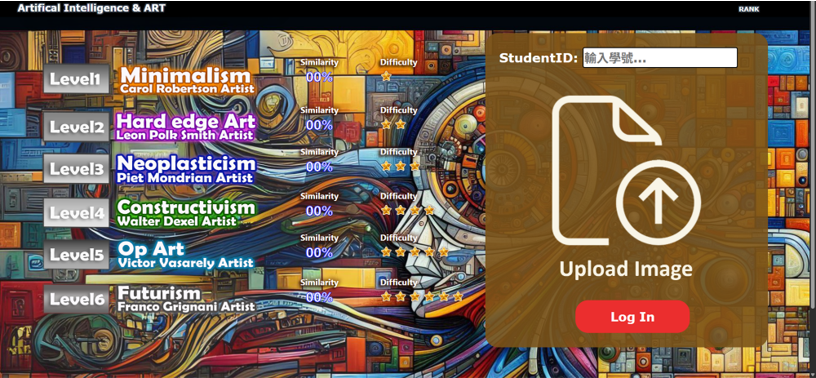 Artifical Intelligence & ART
RANK
Level1
Minimalism
Carol Robertson Artist
Similarity
00%
Difficulty
Level2
Hard edge Art
Leon Polk Smith Artist
Similarity
00%
Difficulty
Level3
Neoplasticism
Piet Mondrian Artist
Similarity
00%
Difficulty
Level4
Constructivism
Walter Dexel Artist
Similarity
00%
Difficulty
Level5
Op Art
Victor Vasarely Artist
Similarity
00%
Difficulty
Level6
Futurism
Franco Grignani Artist
Similarity
00%
Difficulty
StudentID: 輸入學號...
Upload Image
Log In